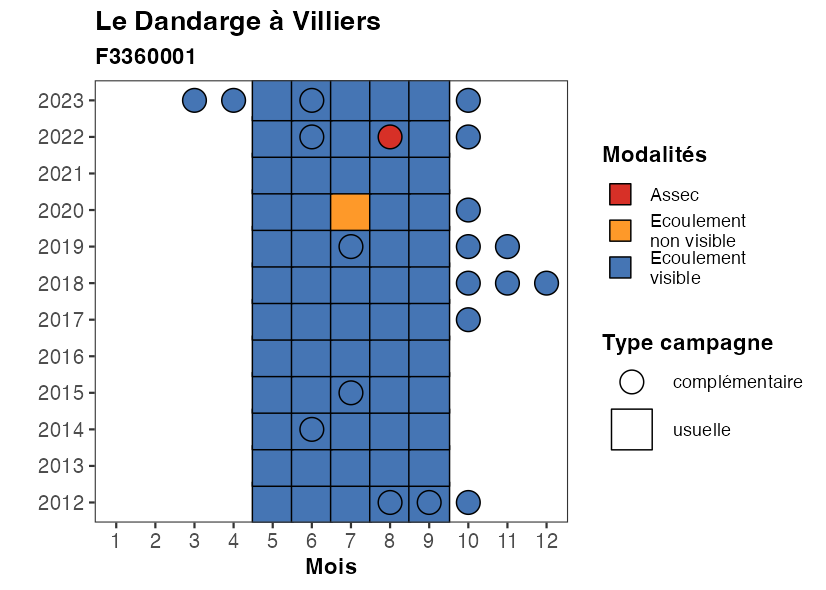 Le Dandarge à Villiers
F3360001
2023
2022
2021
2020
2019
2018
2017
2016
2015
2014
2013
2012
1 2 3 4 5 6 7 8 9 10 11 12
Mois
Modalités
Assec
Ecoulement
non visible
Ecoulement
visible
Type campagne
complémentaire
usuelle